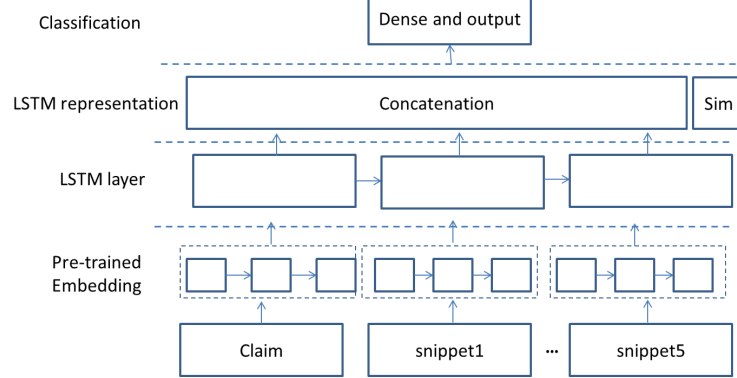 Classification
Dense and output
LSTM representation
Concatenation
Sim
LSTM layer
Pre-trained
Embedding
Claim
snippet1
...
snippet5